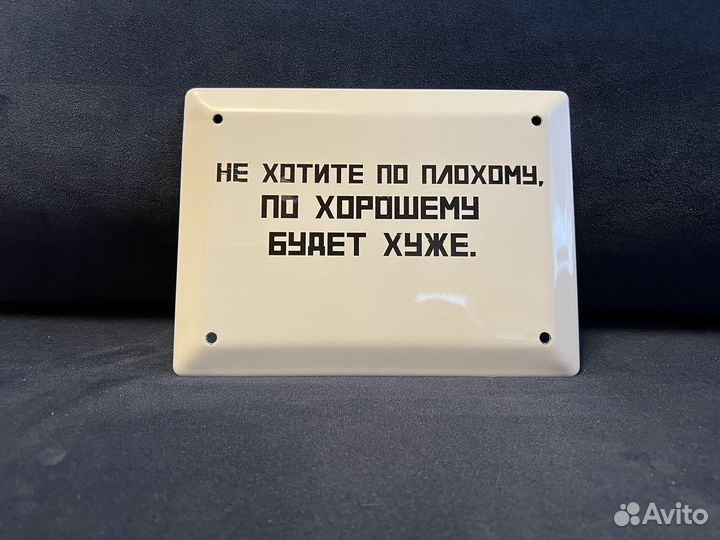 НЕ ХОТИТЕ ПО ПЛОХОМУ,
ПО ХОРОШЕМУ
БУДЕТ ХУЖЕ.
Avito